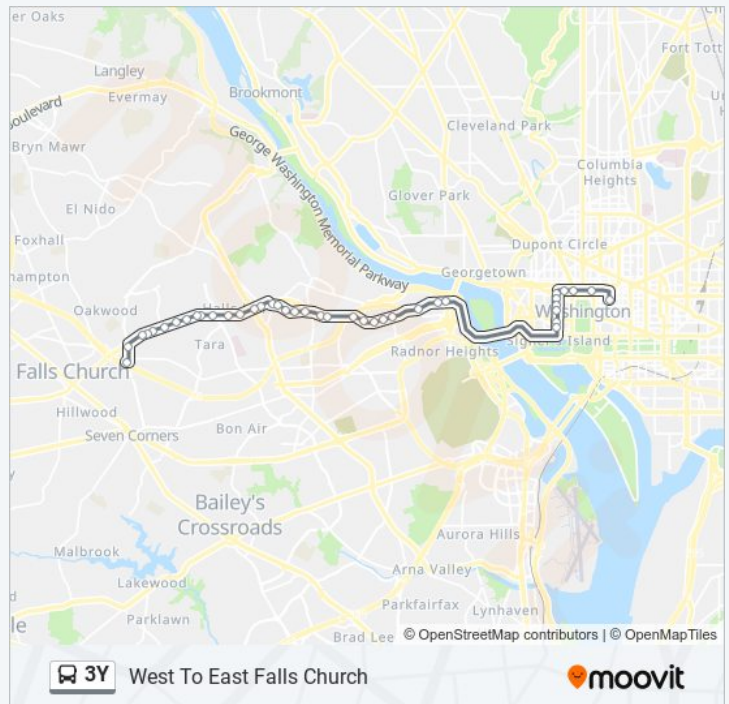 er Oaks
Langley
Evermay
Brookmont
Fort Tott
oulevard
Bryn Mawr
George Washington Memorial Parkway
Cleveland Park
Columbia
Heights
El Nido
Glover Park
Foxhall
Dupont Circle
hampton
Georgetown
Oakwood
Washington
Tara
Radnor Heights
Falls Church
Hillwood
Bon Air
Seven Corners
Bailey's
Crossroads
Aurora Hills
Malbrook
Arna Valley
Lakewood
Parkfairfax
Lynhaven
Parklawn
le
Brad Lee
© OpenStreetMap contributors | © OpenMapTiles
3Y West To East Falls Church
moovit